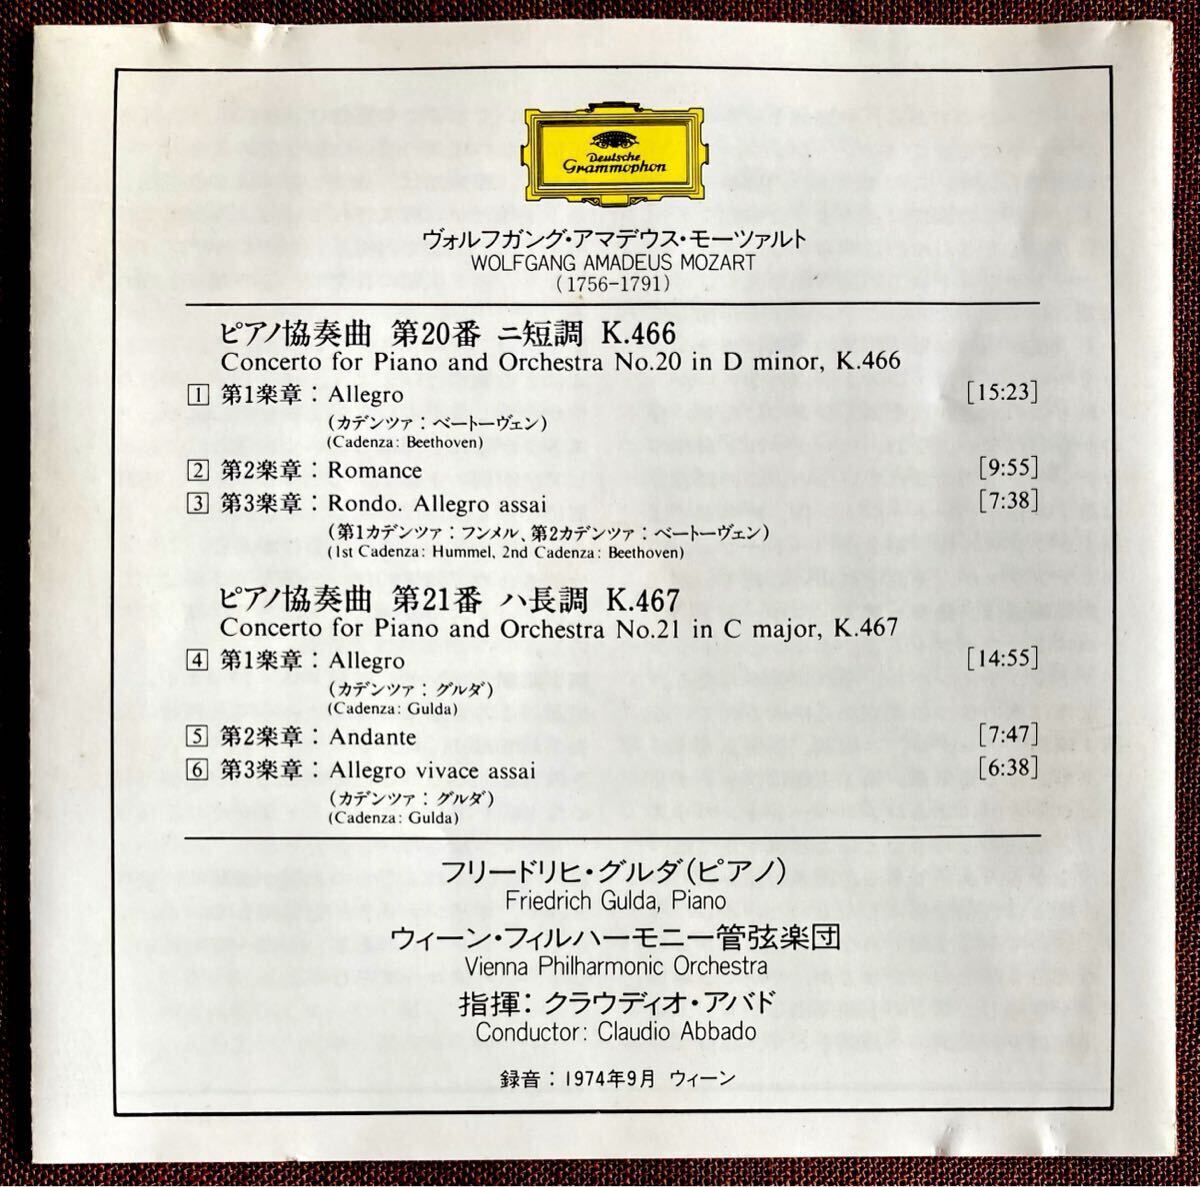 Deutsche
Grammophon
ヴォルフガング・アマデウス・モーツァルト
WOLFGANG AMADEUS MOZART
(1756-1791)
ピアノ協奏曲 第20番 ニ短調 K.466
Concerto for Piano and Orchestra No.20 in D minor, K.466
1 第1楽章：Allegro [15:23]
(カデンツァ：ベートーヴェン)
(Cadenza: Beethoven)
2 第2楽章：Romance [9:55]
3 第3楽章：Rondo. Allegro assai [7:38]
(第1カデンツァ：フンメル、第2カデンツァ：ベートーヴェン)
(1st Cadenza: Hummel, 2nd Cadenza: Beethoven)
ピアノ協奏曲 第21番 ハ長調 K.467
Concerto for Piano and Orchestra No.21 in C major, K.467
4 第1楽章：Allegro [14:55]
(カデンツァ：グルダ)
(Cadenza: Gulda)
5 第2楽章：Andante [7:47]
6 第3楽章：Allegro vivace assai [6:38]
(カデンツァ：グルダ)
(Cadenza: Gulda)
フリードリヒ・グルダ(ピアノ)
Friedrich Gulda, Piano
ウィーン・フィルハーモニー管弦楽団
Vienna Philharmonic Orchestra
指揮：クラウディオ・アバド
Conductor: Claudio Abbado
録音：1974年9月 ウィーン